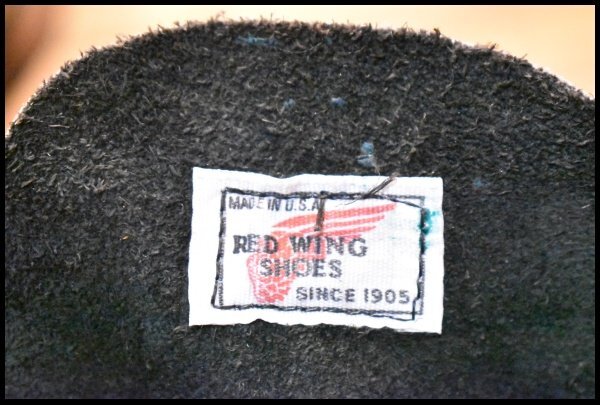 MADE IN U.S.A
RED WING
SHOES
SINCE 1905